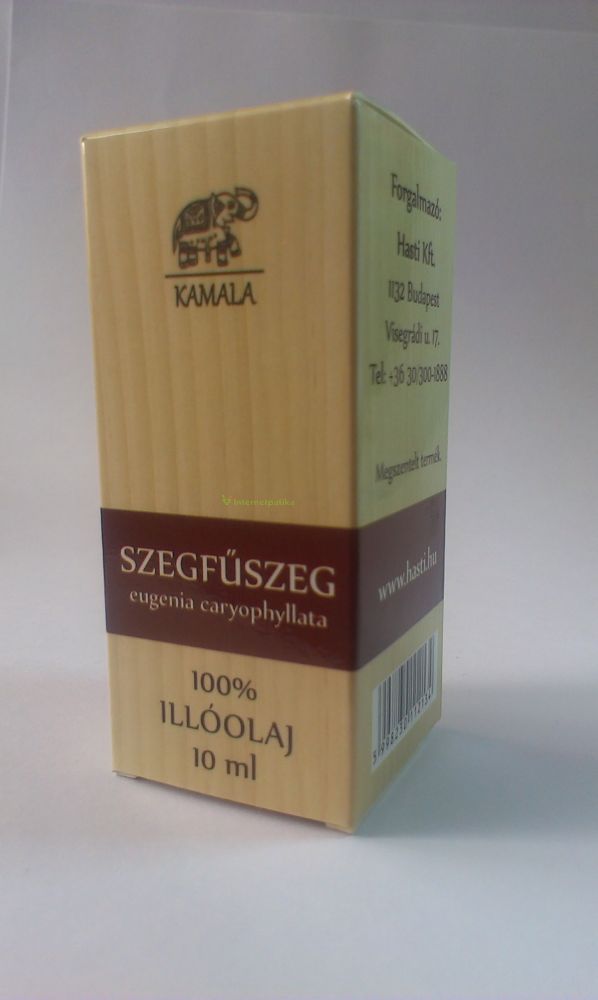 KAMALA
SZEGFŰSZEG
eugenia caryophyllata
100%
ILLÓOLAJ
10 ml
Forgalmazó:
Hasti Kft.
1132 Budapest
Visegrádi u. 17.
Tel: +36 30/300-1888
Megszentelt termék.
www.hasti.hu
internetpatika